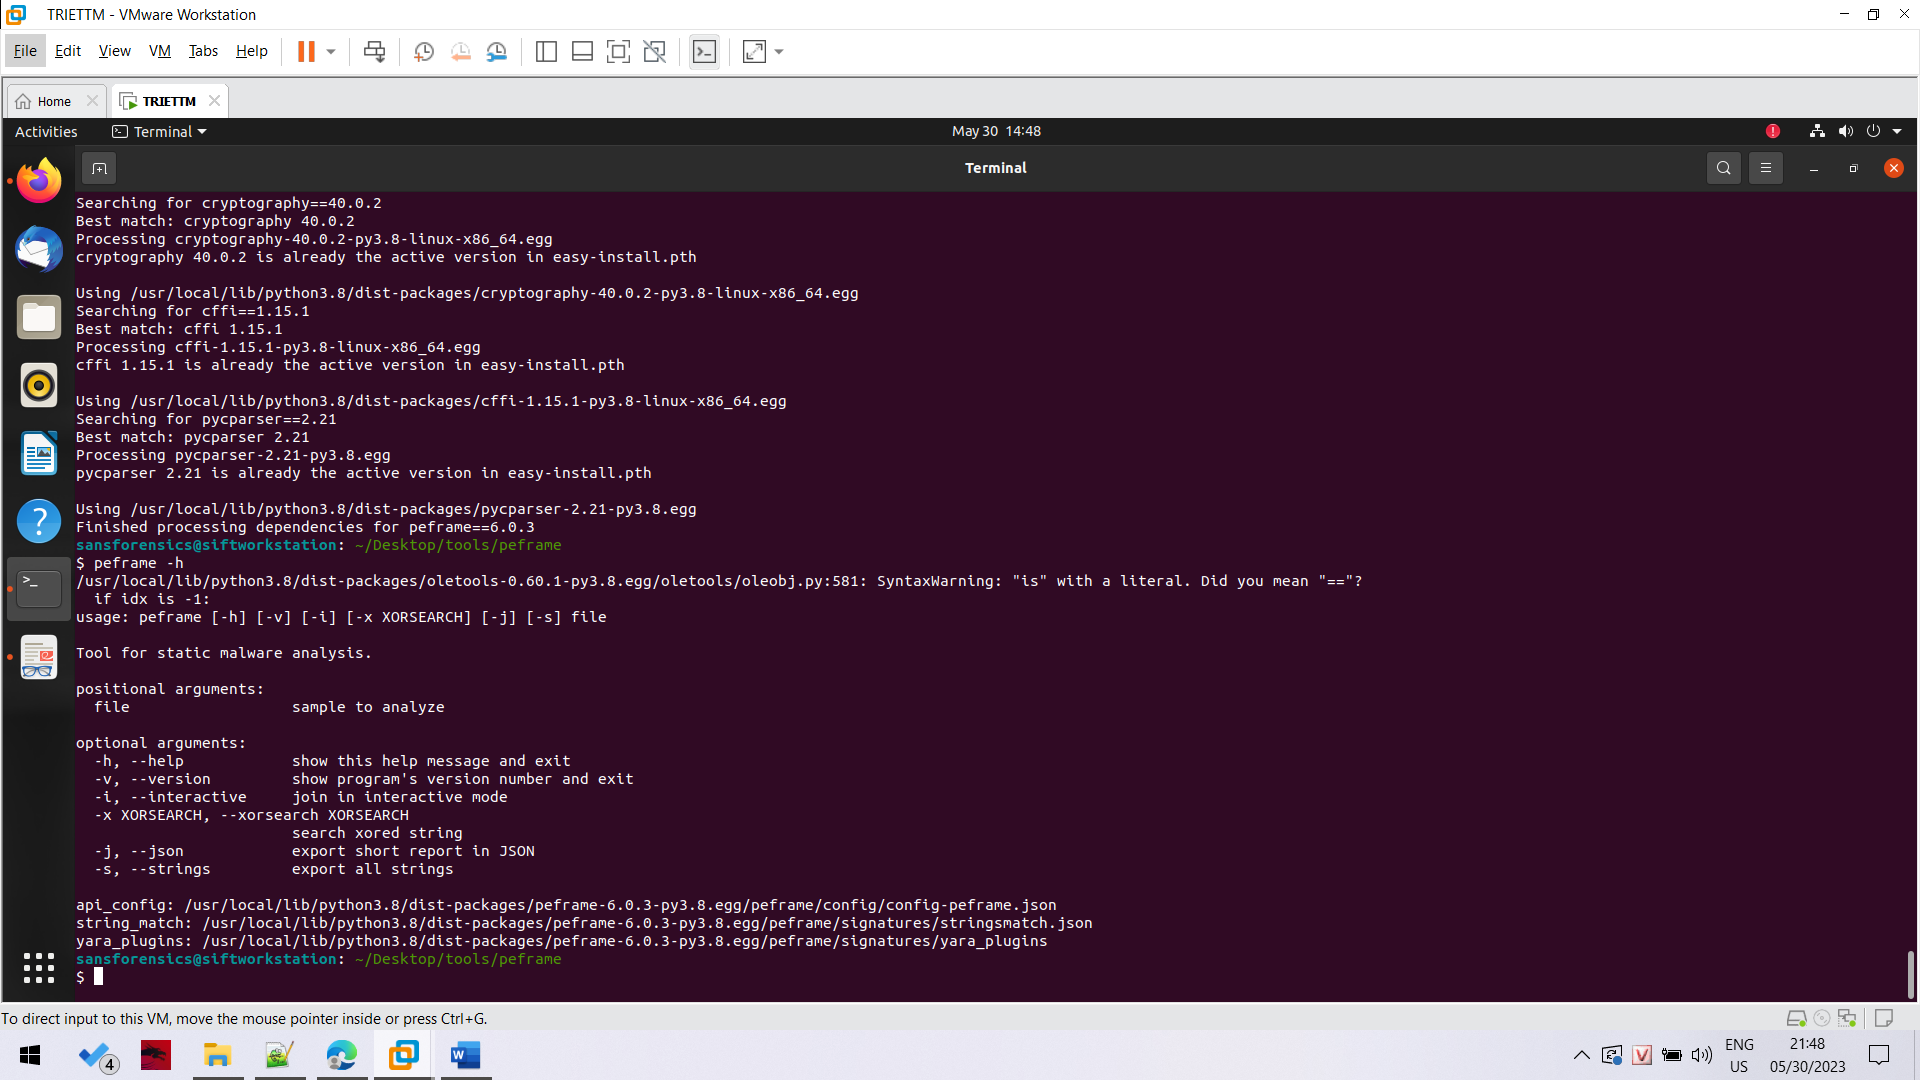 TRIETTM - VMware Workstation
File Edit View VM Tabs Help
Home TRIETTM
Activities Terminal May 30 14:48
Terminal
Searching for cryptography==40.0.2
Best match: cryptography 40.0.2
Processing cryptography-40.0.2-py3.8-linux-x86_64.egg
cryptography 40.0.2 is already the active version in easy-install.pth
Using /usr/local/lib/python3.8/dist-packages/cryptography-40.0.2-py3.8-linux-x86_64.egg
Searching for cffi==1.15.1
Best match: cffi 1.15.1
Processing cffi-1.15.1-py3.8-linux-x86_64.egg
cffi 1.15.1 is already the active version in easy-install.pth
Using /usr/local/lib/python3.8/dist-packages/cffi-1.15.1-py3.8-linux-x86_64.egg
Searching for pycparser==2.21
Best match: pycparser 2.21
Processing pycparser-2.21-py3.8.egg
pycparser 2.21 is already the active version in easy-install.pth
Using /usr/local/lib/python3.8/dist-packages/pycparser-2.21-py3.8.egg
Finished processing dependencies for peframe==6.0.3
sansforensics@siftworkstation: ~/Desktop/tools/peframe
$ peframe -h
/usr/local/lib/python3.8/dist-packages/oletools-0.60.1-py3.8.egg/oletools/oleobj.py:581: SyntaxWarning: "is" with a literal. Did you mean "=="?
if idx is -1:
usage: peframe [-h] [-v] [-i] [-x XORSEARCH] [-j] [-s] file
Tool for static malware analysis.
positional arguments:
file sample to analyze
optional arguments:
-h, --help show this help message and exit
-v, --version show program's version number and exit
-i, --interactive join in interactive mode
-x XORSEARCH, --xorsearch XORSEARCH
search xored string
-j, --json export short report in JSON
-s, --strings export all strings
api_config: /usr/local/lib/python3.8/dist-packages/peframe-6.0.3-py3.8.egg/peframe/config/config-peframe.json
string_match: /usr/local/lib/python3.8/dist-packages/peframe-6.0.3-py3.8.egg/peframe/signatures/stringsmatch.json
yara_plugins: /usr/local/lib/python3.8/dist-packages/peframe-6.0.3-py3.8.egg/peframe/signatures/yara_plugins
sansforensics@siftworkstation: ~/Desktop/tools/peframe
$
To direct input to this VM, move the mouse pointer inside or press Ctrl+G.
4
ENG
US
21:48
05/30/2023